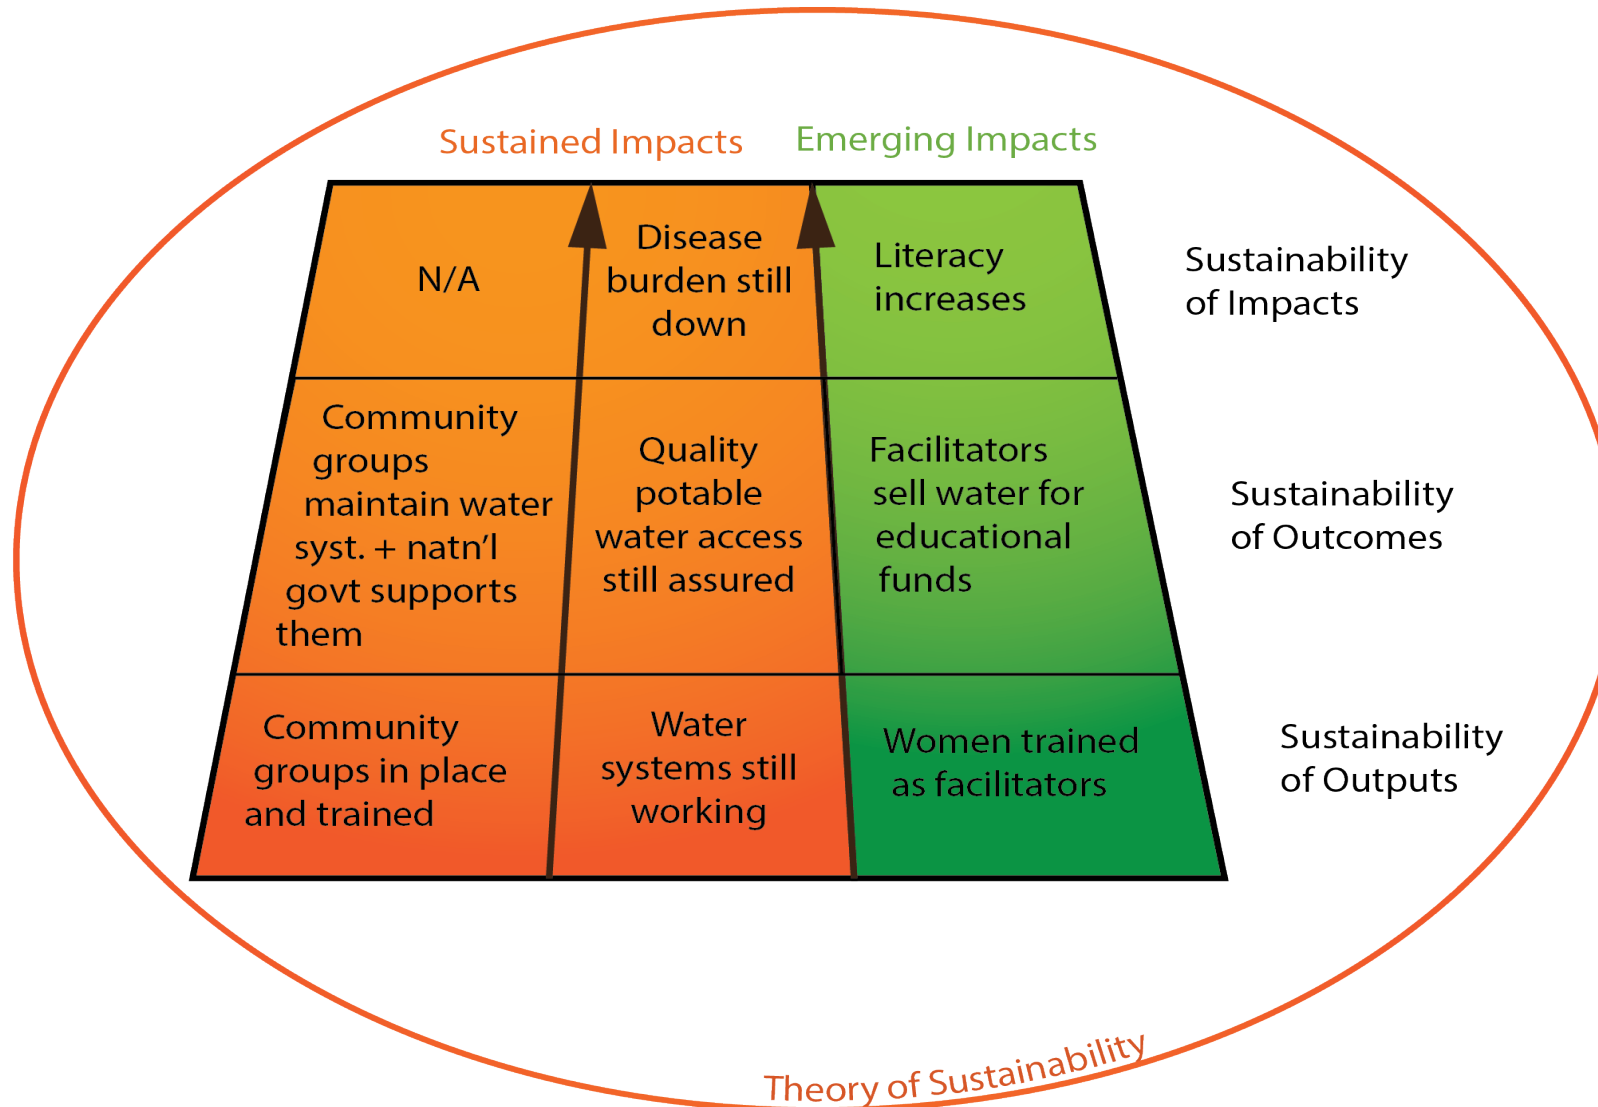 Sustained Impacts
Emerging Impacts
N/A
Disease
burden still
down
Literacy
increases
Sustainability
of Impacts
Community
groups
maintain water
syst. + natn’l
govt supports
them
Quality
potable
water access
still assured
Facilitators
sell water for
educational
funds
Sustainability
of Outcomes
Community
groups in place
and trained
Water
systems still
working
Women trained
as facilitators
Sustainability
of Outputs
Theory of Sustainability